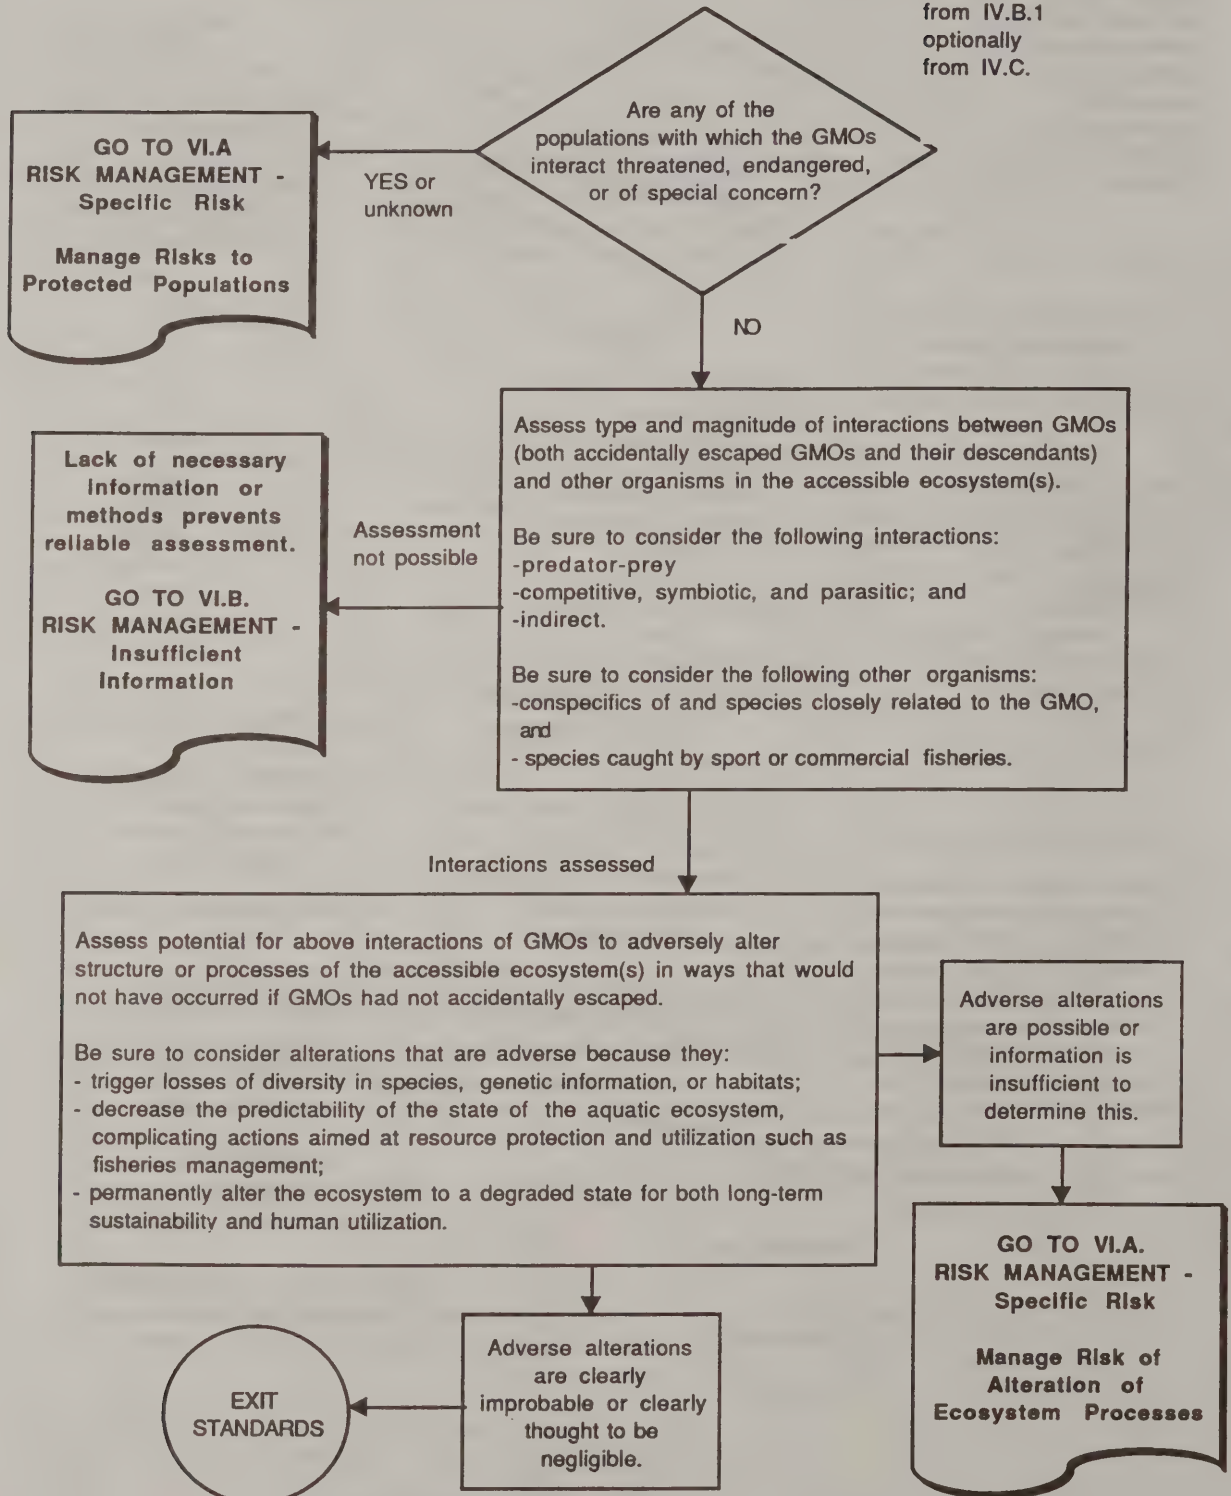 from IV.B.1
optionally
from IV.C.
Are any of the
populations with which the GMOs
interact threatened, endangered,
or of special concern?
YES or
unknown
GO TO VI.A
RISK MANAGEMENT -
Specific Risk
Manage Risks to
Protected Populations
NO
Assess type and magnitude of interactions between GMOs
(both accidentally escaped GMOs and their descendants)
and other organisms in the accessible ecosystem(s).
Be sure to consider the following interactions:
-predator-prey
-competitive, symbiotic, and parasitic; and
-indirect.
Be sure to consider the following other organisms:
-conspecifics of and species closely related to the GMO,
and
- species caught by sport or commercial fisheries.
Assessment
not possible
Lack of necessary
information or
methods prevents
reliable assessment.
GO TO VI.B.
RISK MANAGEMENT -
Insufficient
Information
Interactions assessed
Assess potential for above interactions of GMOs to adversely alter
structure or processes of the accessible ecosystem(s) in ways that would
not have occurred if GMOs had not accidentally escaped.
Be sure to consider alterations that are adverse because they:
- trigger losses of diversity in species, genetic information, or habitats;
- decrease the predictability of the state of the aquatic ecosystem,
complicating actions aimed at resource protection and utilization such as
fisheries management;
- permanently alter the ecosystem to a degraded state for both long-term
sustainability and human utilization.
Adverse alterations
are possible or
information is
insufficient to
determine this.
GO TO VI.A.
RISK MANAGEMENT -
Specific Risk
Manage Risk of
Alteration of
Ecosystem Processes
Adverse alterations
are clearly
improbable or clearly
thought to be
negligible.
EXIT
STANDARDS